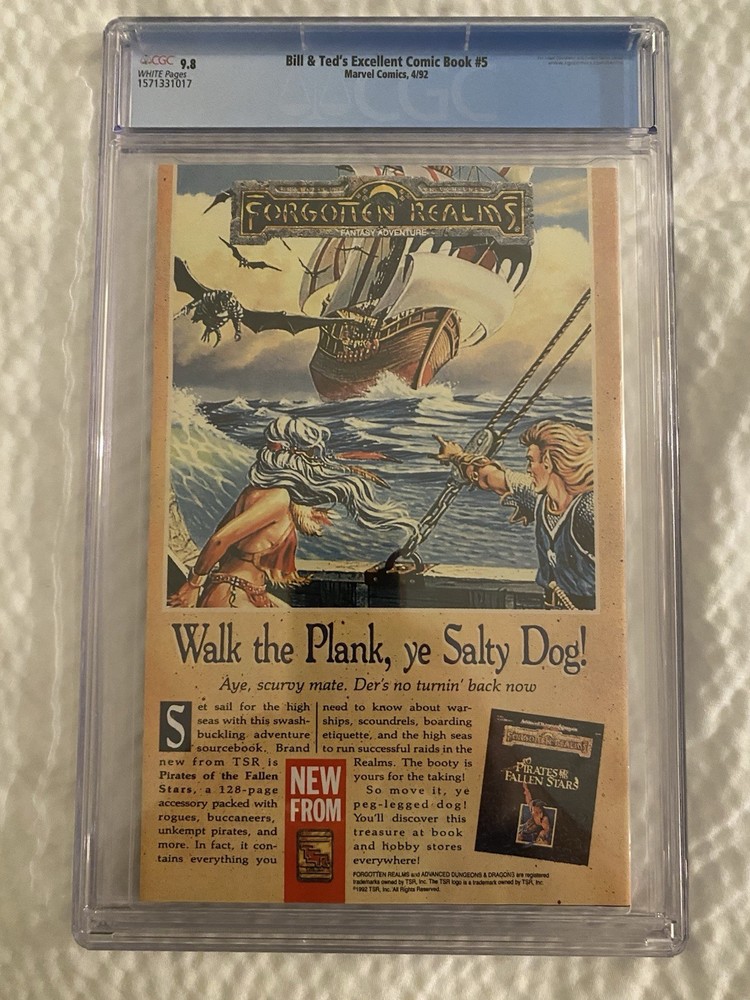 CGC 9.8
WHITE Pages
1571331017
Bill & Ted's Excellent Comic Book #5
Marvel Comics, 4/92
CGC
FORGOTTEN REALMS
FANTASY ADVENTURE
Walk the Plank, ye Salty Dog!
Aye, scurvy mate. Der's no turnin' back now
Set sail for the high
seas with this swash-
buckling adventure
sourcebook. Brand
new from TSR is
Pirates of the Fallen
Stars, a 128-page
accessory packed with
rogues, buccaneers,
unkempt pirates, and
more. In fact, it con-
tains everything you
need to know about war-
ships, scoundrels, boarding
etiquette, and the high seas
to run successful raids in the
Realms. The booty is
yours for the taking!
So move it, ye
peg-legged dog!
You'll discover this
treasure at book
and hobby stores
everywhere!
NEW
FROM
TSR
FORGOTTEN REALMS
PIRATES OF THE
FALLEN STARS
FORGOTTEN REALMS and ADVANCED DUNGEONS & DRAGONS are registered
trademarks owned by TSR, Inc. The TSR logo is a trademark owned by TSR, Inc.
©1992 TSR, Inc. All Rights Reserved.